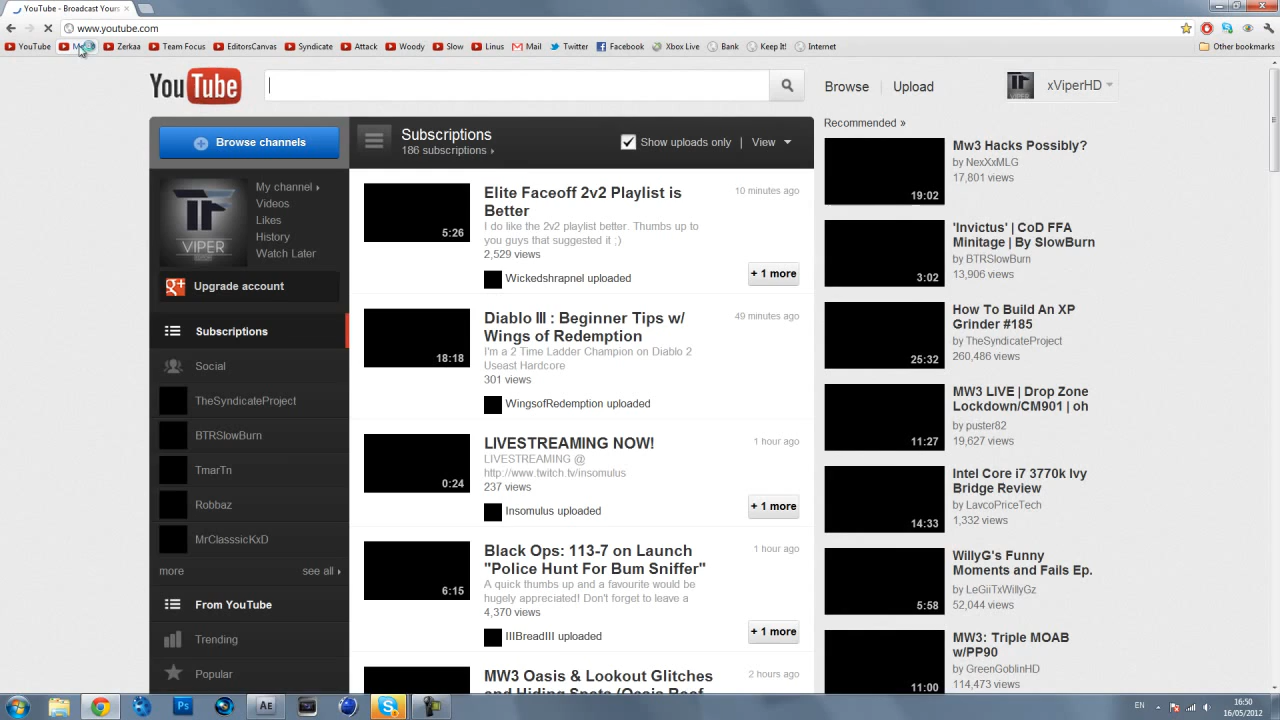 YouTube - Broadcast Yours
www.youtube.com
YouTube Zerkaa Team Focus EditorsCanvas Syndicate Attack Woody Slow Linus Mail Twitter Facebook Xbox Live Bank Keep It! Internet Other bookmarks
YouTube
Browse Upload xViperHD
Recommended »
Browse channels
My channel
Videos
Likes
History
Watch Later
VIPER
Upgrade account
Subscriptions
Social
TheSyndicateProject
BTRSlowBurn
TmarTn
Robbaz
MrClasssicKxD
more see all
From YouTube
Trending
Popular
Subscriptions
186 subscriptions
Show uploads only | View
5:26
Elite Faceoff 2v2 Playlist is
Better
10 minutes ago
I do like the 2v2 playlist better. Thumbs up to
you guys that suggested it ;)
2,529 views
Wickedshrapnel uploaded
+ 1 more
18:18
Diablo III : Beginner Tips w/
Wings of Redemption
49 minutes ago
I'm a 2 Time Ladder Champion on Diablo 2
Useast Hardcore
301 views
WingsofRedemption uploaded
0:24
LIVESTREAMING NOW!
1 hour ago
LIVESTREAMING @
http://www.twitch.tv/insomulus
237 views
Insomulus uploaded
+ 1 more
6:15
Black Ops: 113-7 on Launch
"Police Hunt For Bum Sniffer"
1 hour ago
A quick thumbs up and a favourite would be
hugely appreciated! Don't forget to leave a
4,370 views
IIIBreadIII uploaded
+ 1 more
MW3 Oasis & Lookout Glitches
and Hiding Spots (Oasis Roof
2 hours ago
19:02
Mw3 Hacks Possibly?
by NexXxMLG
17,801 views
3:02
'Invictus' | CoD FFA
Minitage | By SlowBurn
by BTRSlowBurn
13,906 views
25:32
How To Build An XP
Grinder #185
by TheSyndicateProject
260,486 views
11:27
MW3 LIVE | Drop Zone
Lockdown/CM901 | oh
by puster82
19,627 views
14:33
Intel Core i7 3770k Ivy
Bridge Review
by LavcoPriceTech
1,332 views
5:58
WillyG's Funny
Moments and Fails Ep.
by LeGiiTxWillyGz
52,044 views
11:00
MW3: Triple MOAB
w/PP90
by GreenGoblinHD
114,473 views
Ps Ae
EN 16:50
16/05/2012